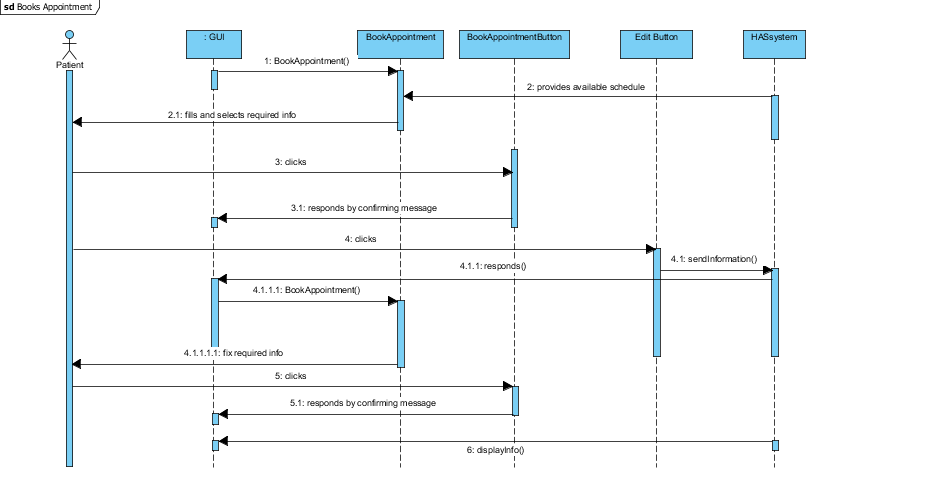 sd Books Appointment
Patient
: GUI
BookAppointment
BookAppointmentButton
Edit Button
HASsystem
1: BookAppointment()
2: provides available schedule
2.1: fills and selects required info
3: clicks
3.1: responds by confirming message
4: clicks
4.1: sendInformation()
4.1.1: responds()
4.1.1.1: BookAppointment()
4.1.1.1.1: fix required info
5: clicks
5.1: responds by confirming message
6: displayInfo()